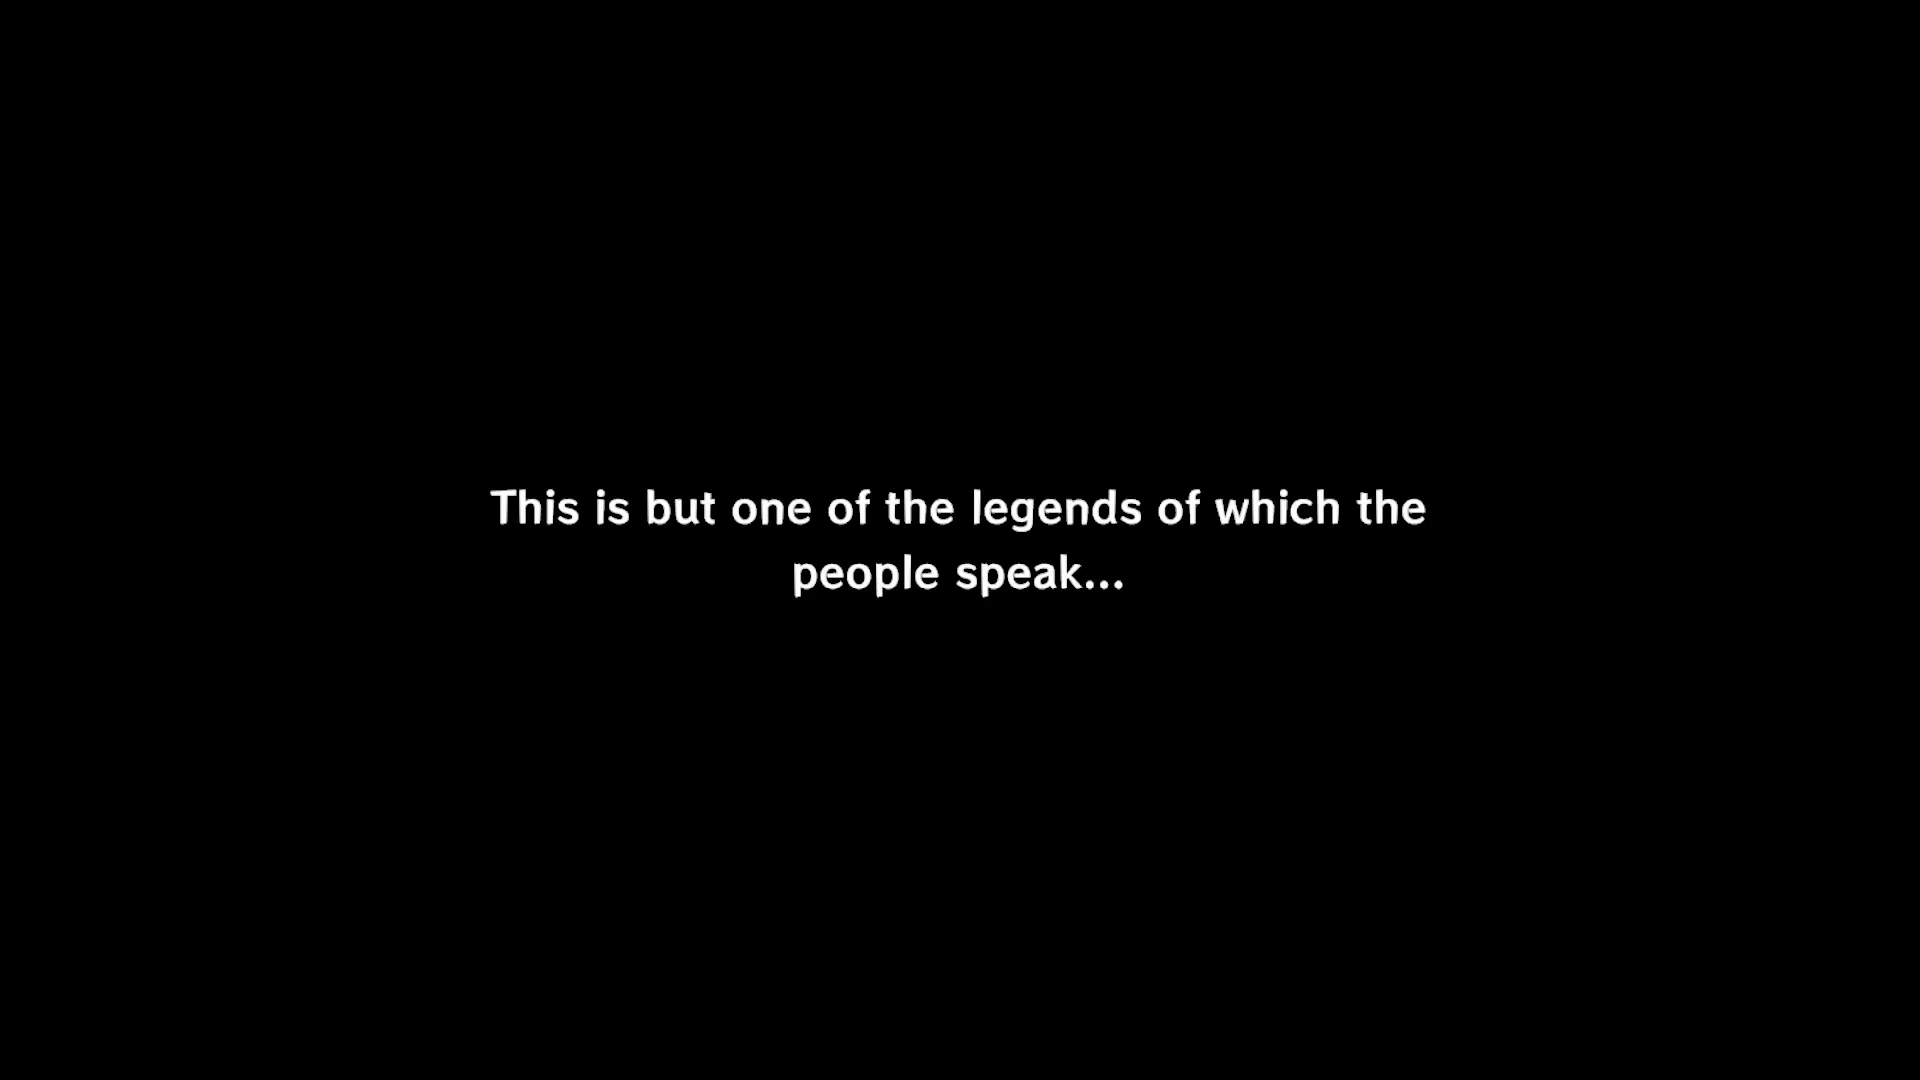 This is but one of the legends of which the
people speak...